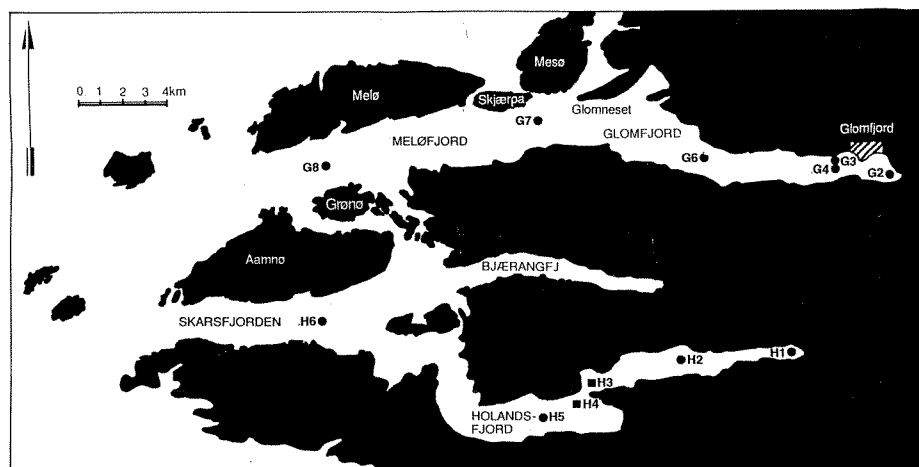 Mesø
0 1 2 3 4km
Melø
Skjærpa
Glomneset
G7
MELØFJORD
GLOMFJORD
Glomfjord
G6
G3
G4
G2
G8
Grønø
Aamnø
BJÆRANGFJ
SKARSFJORDEN
H6
H1
H2
H3
H4
HOLANDS-
FJORD
H5